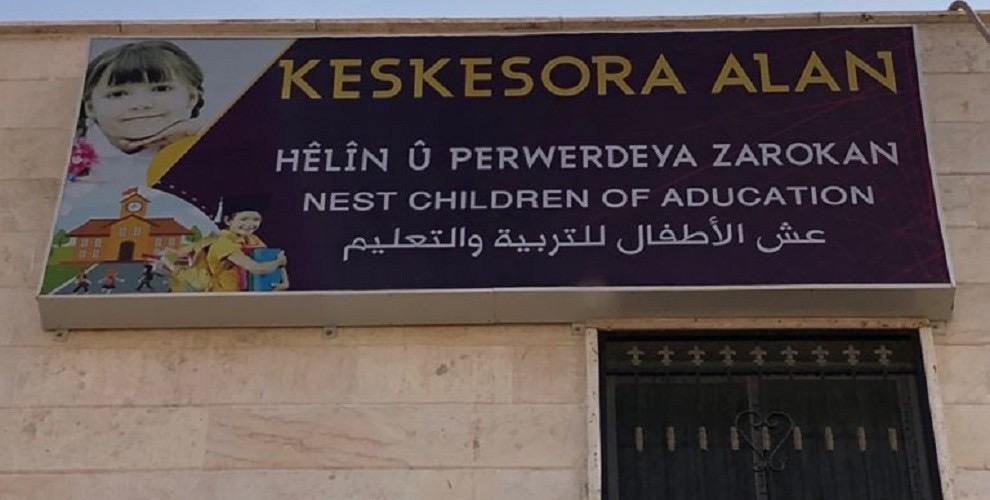 KESKESORA ALAN
HÊLÎN Û PERWERDEYA ZAROKAN
NEST CHILDREN OF ADUCATION
عش الأطفال للتربية والتعليم